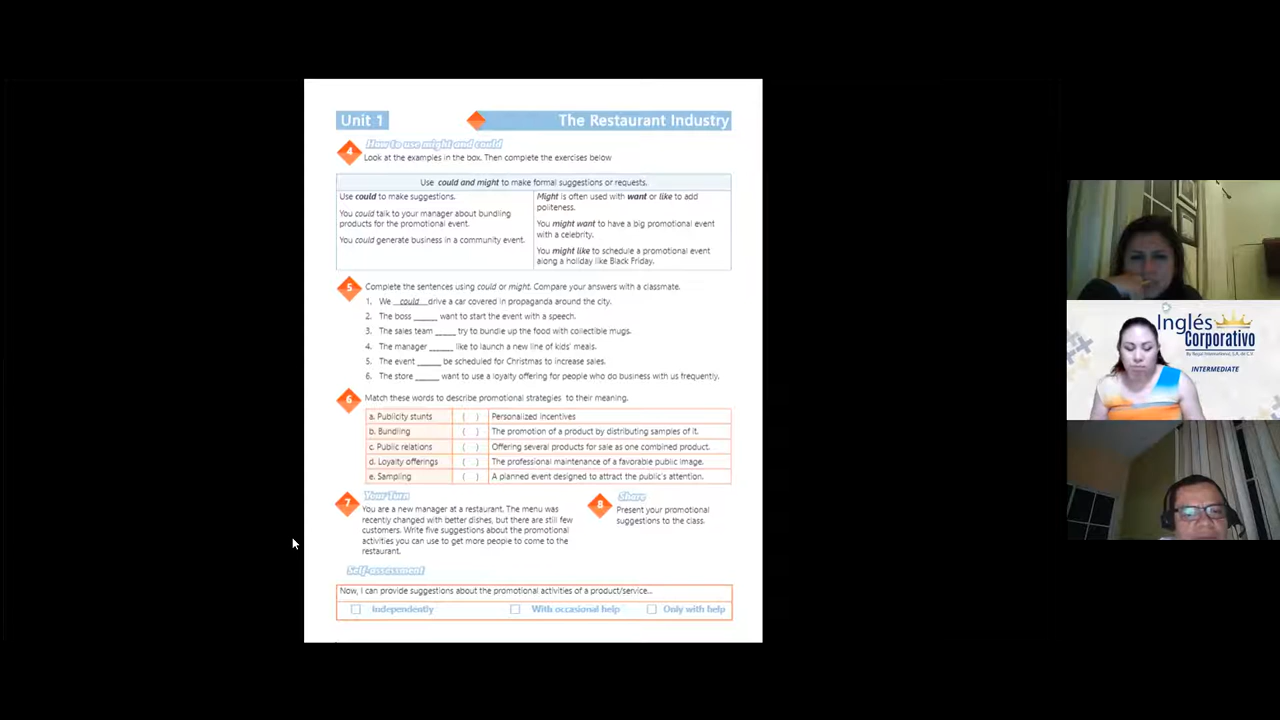 Unit 1
The Restaurant Industry
4
How to use might and could
Look at the examples in the box. Then complete the exercises below
Use could and might to make formal suggestions or requests.
Use could to make suggestions.
You could talk to your manager about bundling
products for the promotional event.
You could generate business in a community event.
Might is often used with want or like to add
politeness.
You might want to have a big promotional event
with a celebrity.
You might like to schedule a promotional event
along a holiday like Black Friday.
5
Complete the sentences using could or might. Compare your answers with a classmate.
1. We __could__ drive a car covered in propaganda around the city.
2. The boss ______ want to start the event with a speech.
3. The sales team _____ try to bundle up the food with collectible mugs.
4. The manager ______ like to launch a new line of kids' meals.
5. The event ______ be scheduled for Christmas to increase sales.
6. The store ______ want to use a loyalty offering for people who do business with us frequently.
6
Match these words to describe promotional strategies to their meaning.
a. Publicity stunts ( ) Personalized incentives
b. Bundling ( ) The promotion of a product by distributing samples of it.
c. Public relations ( ) Offering several products for sale as one combined product.
d. Loyalty offerings ( ) The professional maintenance of a favorable public image.
e. Sampling ( ) A planned event designed to attract the public's attention.
7
Your Turn
You are a new manager at a restaurant. The menu was
recently changed with better dishes, but there are still few
customers. Write five suggestions about the promotional
activities you can use to get more people to come to the
restaurant.
8
Share
Present your promotional
suggestions to the class.
Self-assessment
Now, I can provide suggestions about the promotional activities of a product/service...
Independently
With occasional help
Only with help
Inglés
Corporativo
By Regal International, S.A. de C.V.
INTERMEDIATE